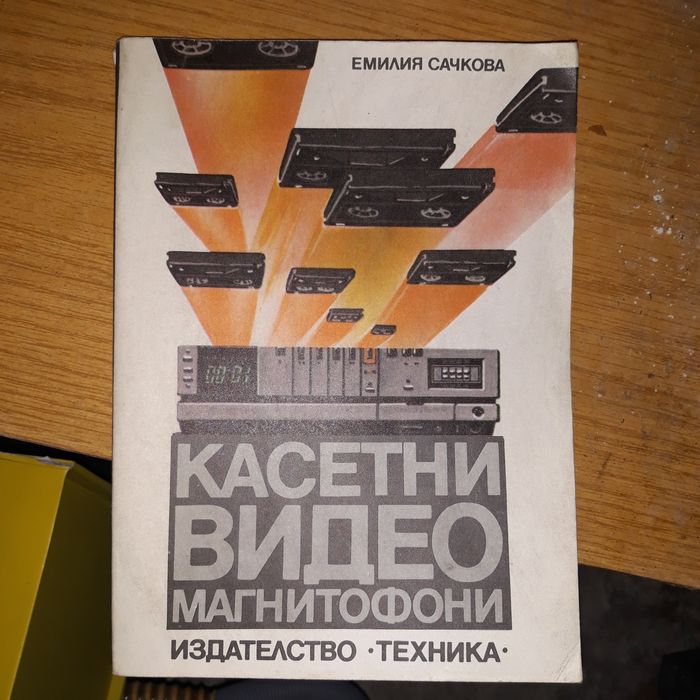 ЕМИЛИЯ САЧКОВА
00:01
КАСЕТНИ
ВИДЕО
МАГНИТОФОНИ
ИЗДАТЕЛСТВО · ТЕХНИКА ·